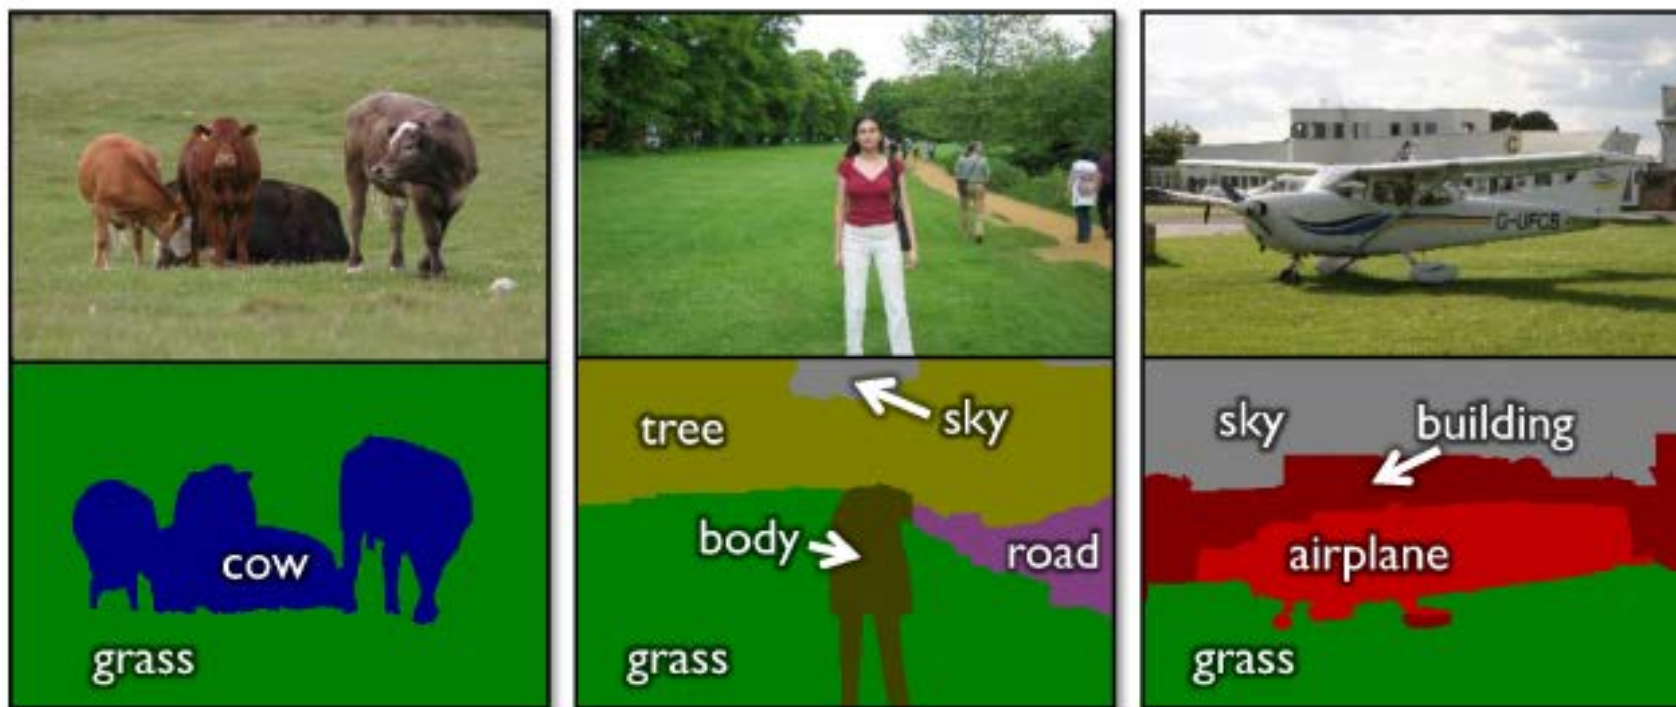 G-UFCB
cow
grass
tree
sky
body
road
grass
sky
building
airplane
grass